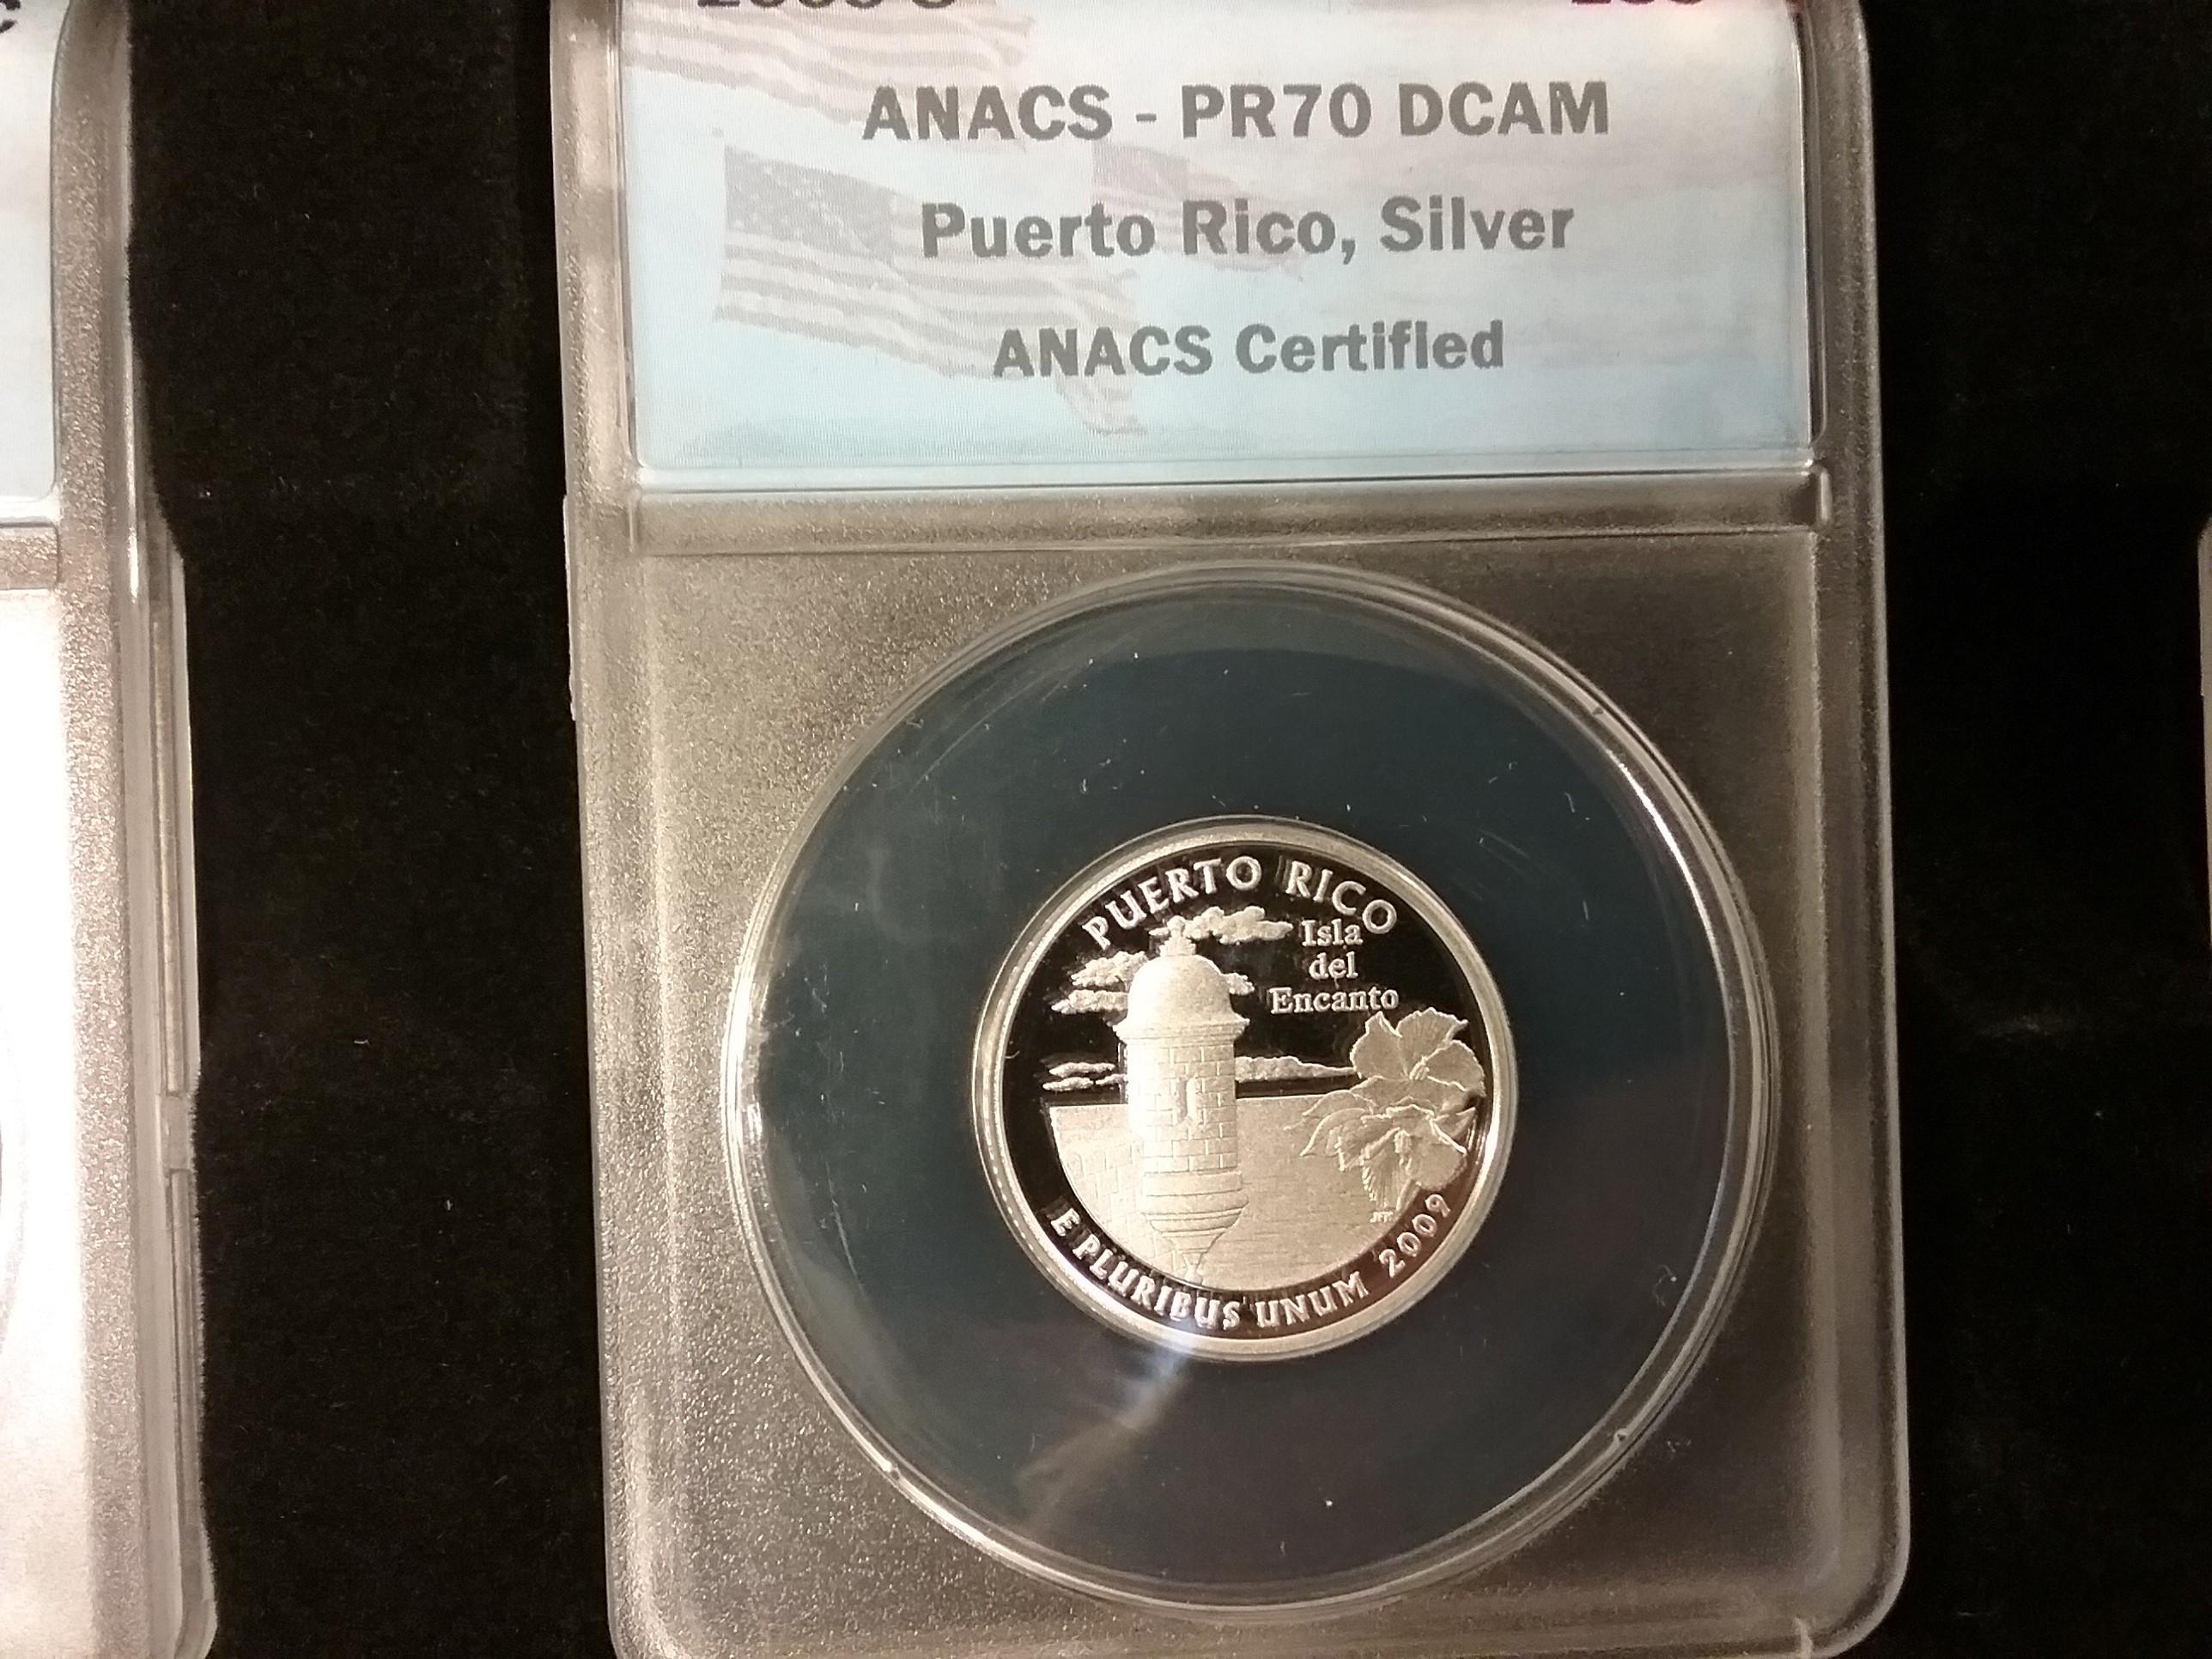 ANACS - PR70 DCAM
Puerto Rico, Silver
ANACS Certified
PUERTO RICO
Isla
del
Encanto
E PLURIBUS UNUM 2009